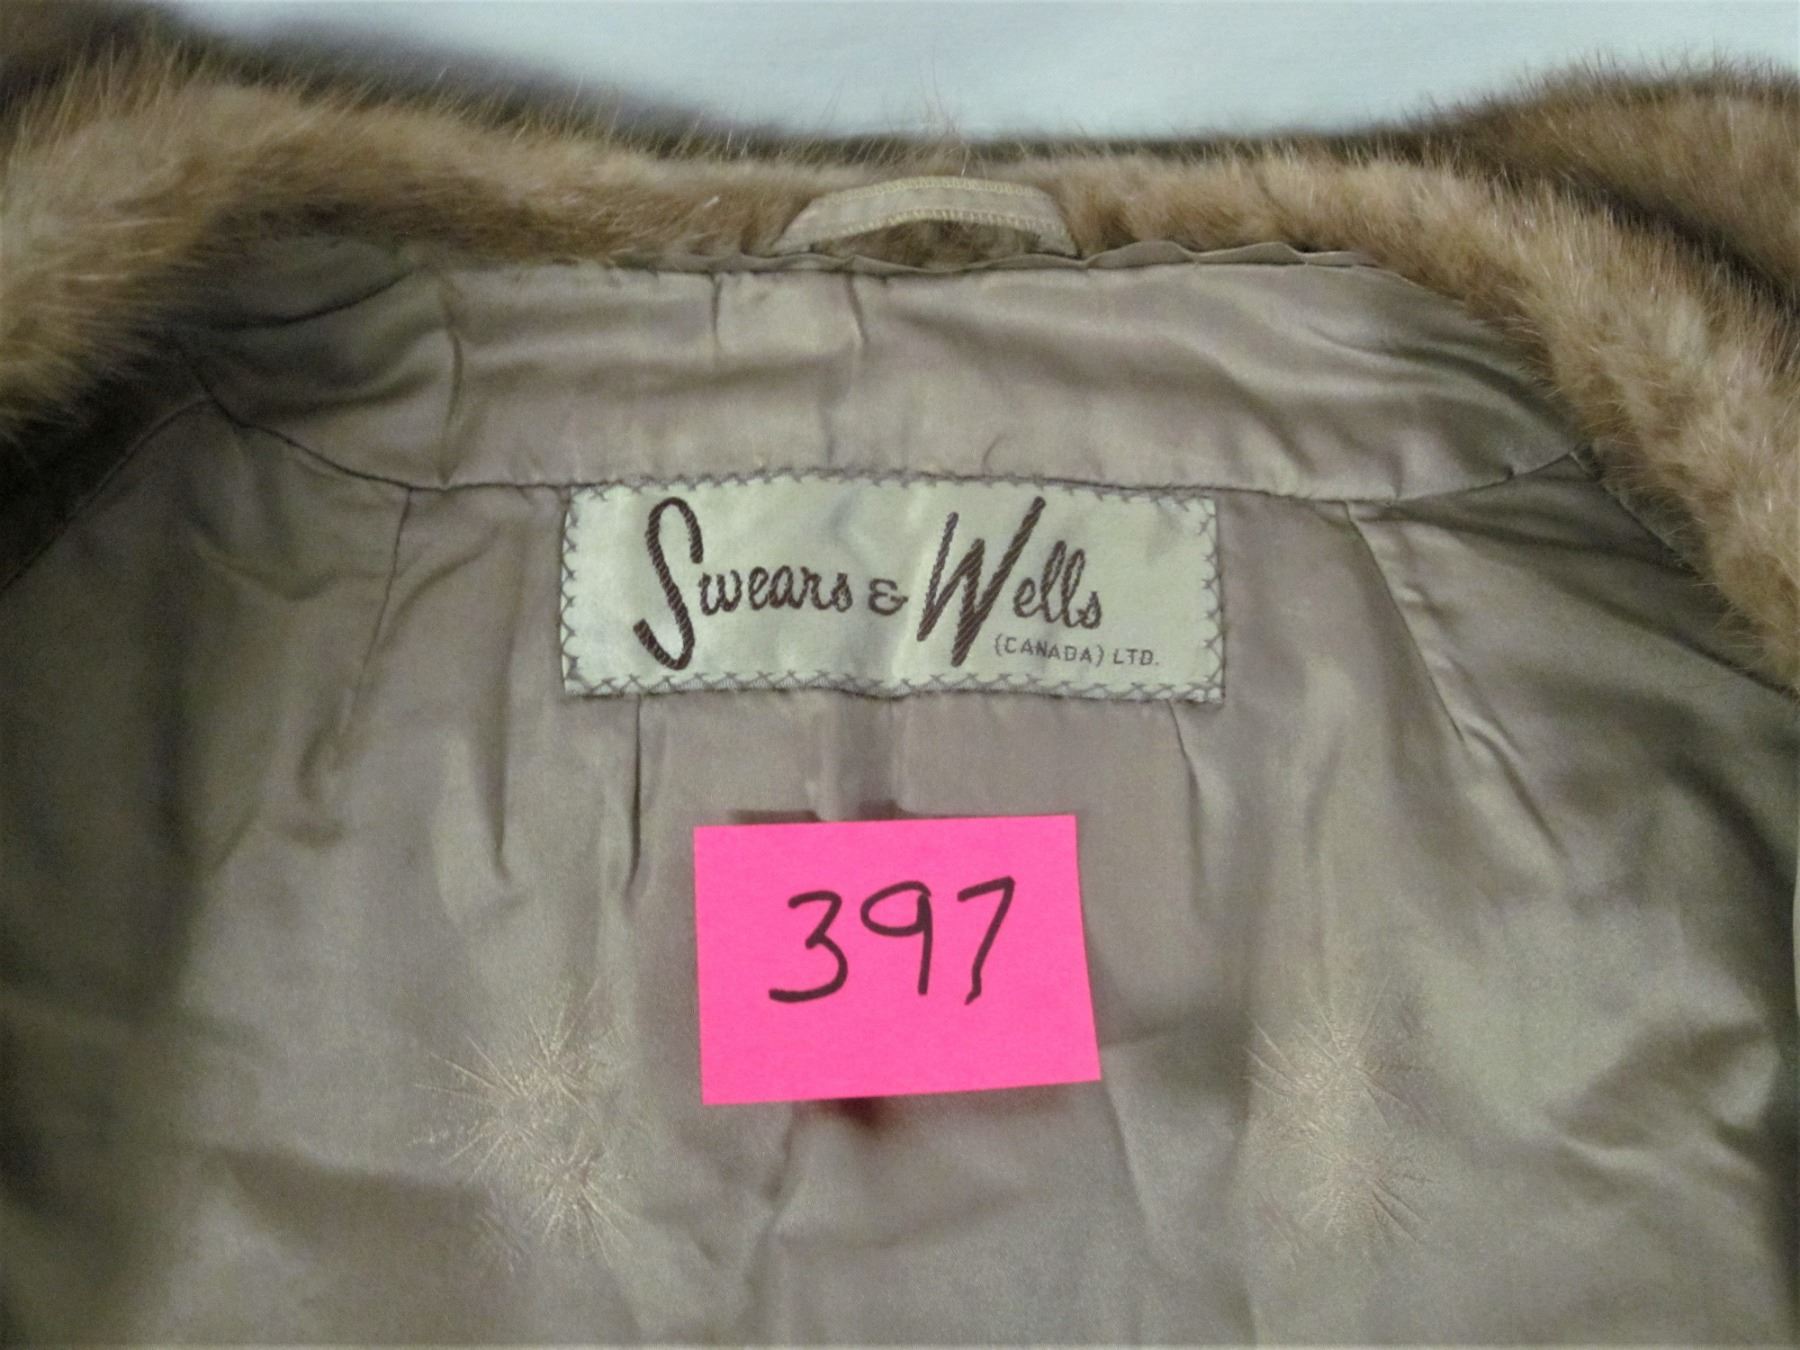 Swears & Wells
(CANADA) LTD.
397